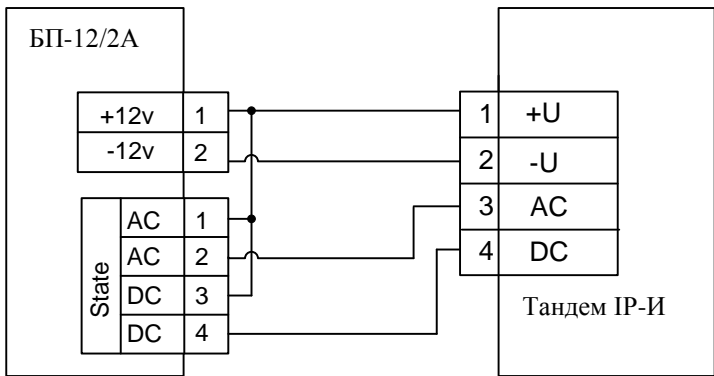 БП-12/2А
+12v 1
-12v 2
State
AC 1
AC 2
DC 3
DC 4
1 +U
2 -U
3 AC
4 DC
Тандем IP-И